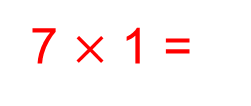 7 × 1 =